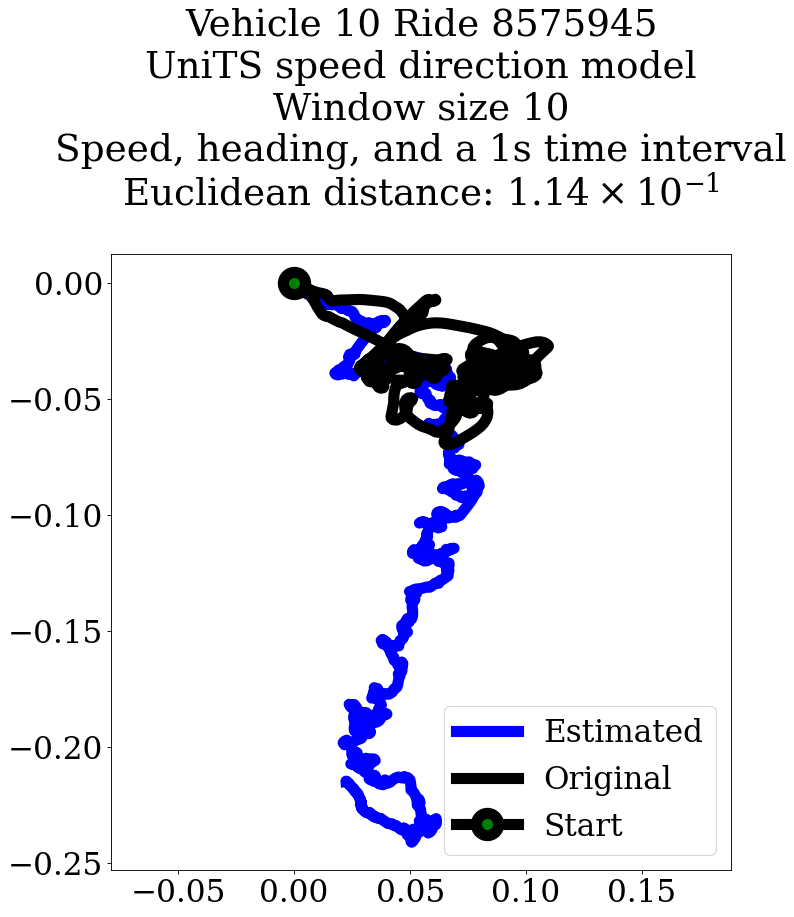 Vehicle 10 Ride 8575945
UniTS speed direction model
Window size 10
Speed, heading, and a 1s time interval
Euclidean distance: 1.14 × 10⁻¹
0.00
−0.05
−0.10
−0.15
−0.20
−0.25
Estimated
Original
Start
−0.05 0.00 0.05 0.10 0.15